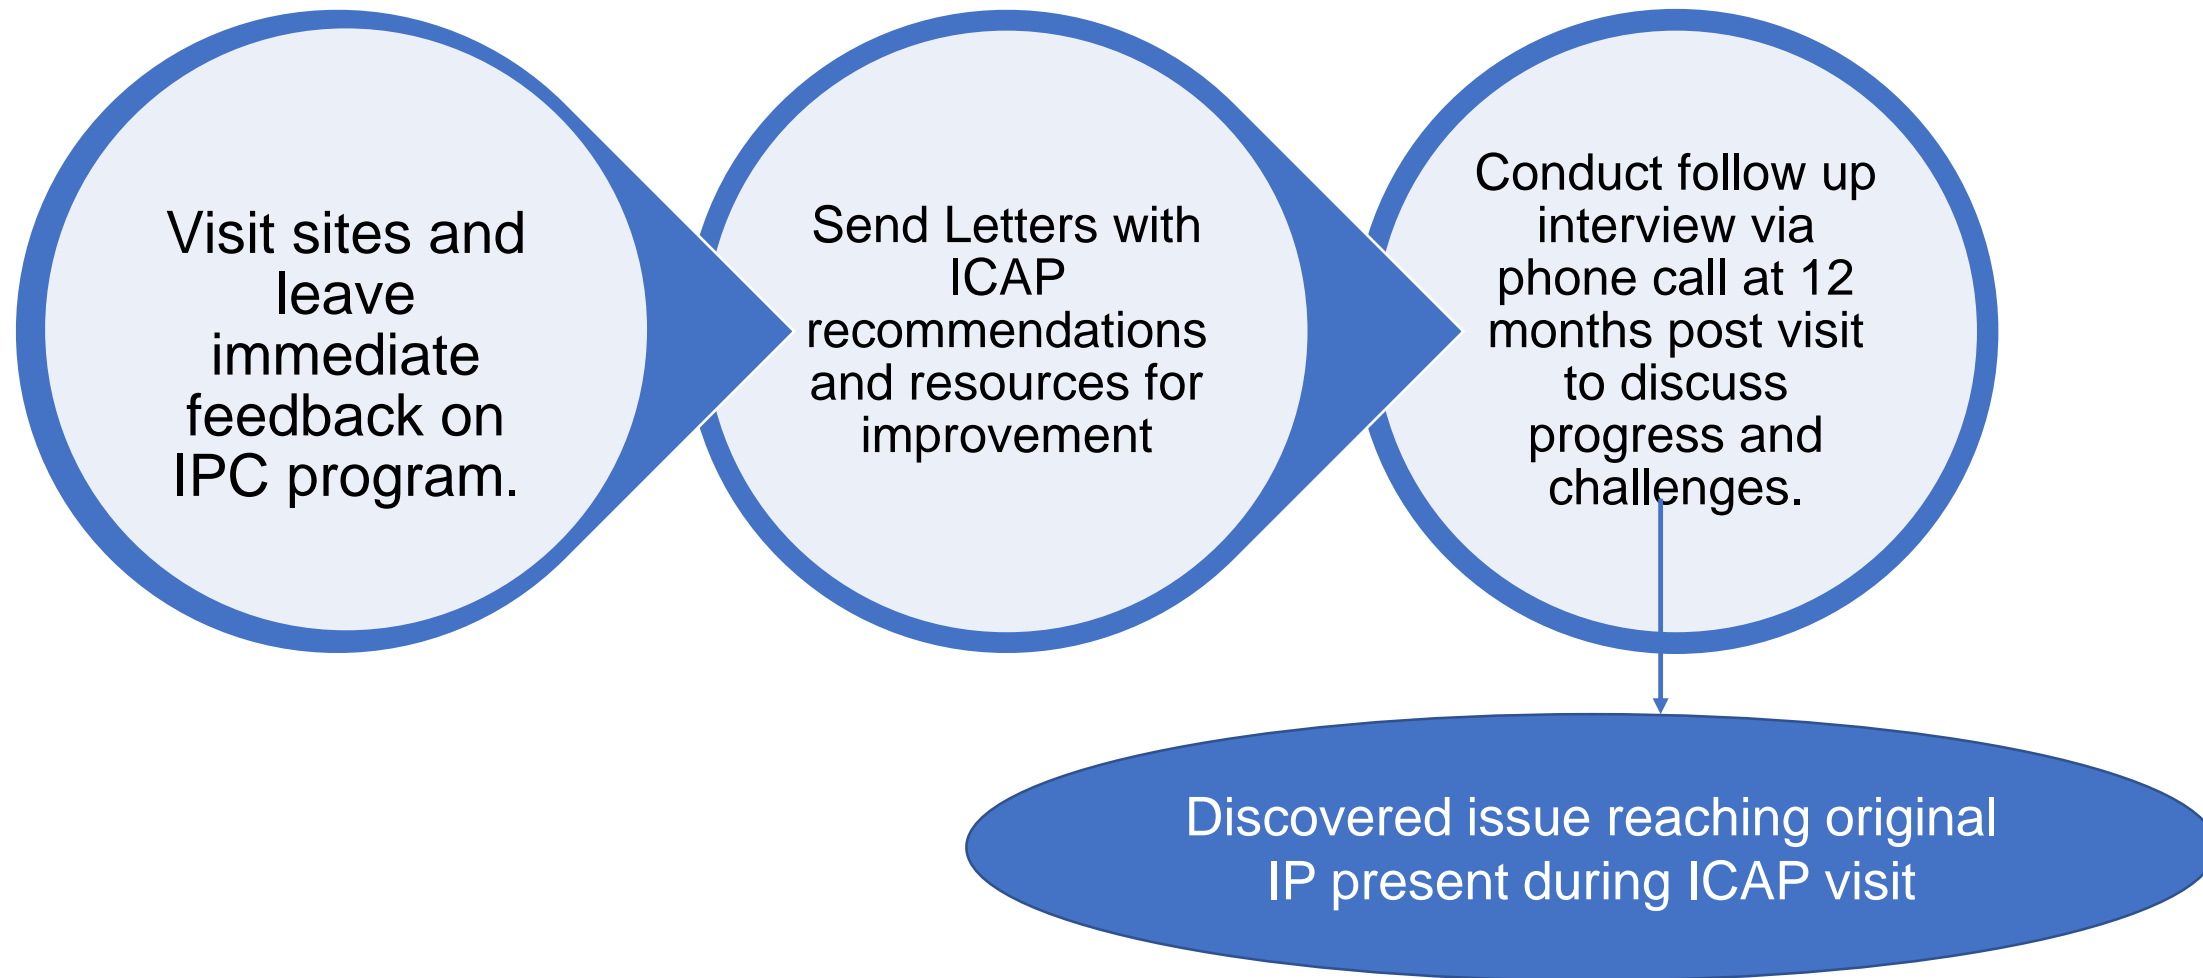 Visit sites and
leave
immediate
feedback on
IPC program.
Send Letters with
ICAP
recommendations
and resources for
improvement
Conduct follow up
interview via
phone call at 12
months post visit
to discuss
progress and
challenges.
Discovered issue reaching original
IP present during ICAP visit